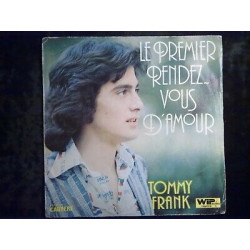 LE PREMIER
RENDEZ..
VOUS
D'AMOUR
TOMMY
FRANK
WIP